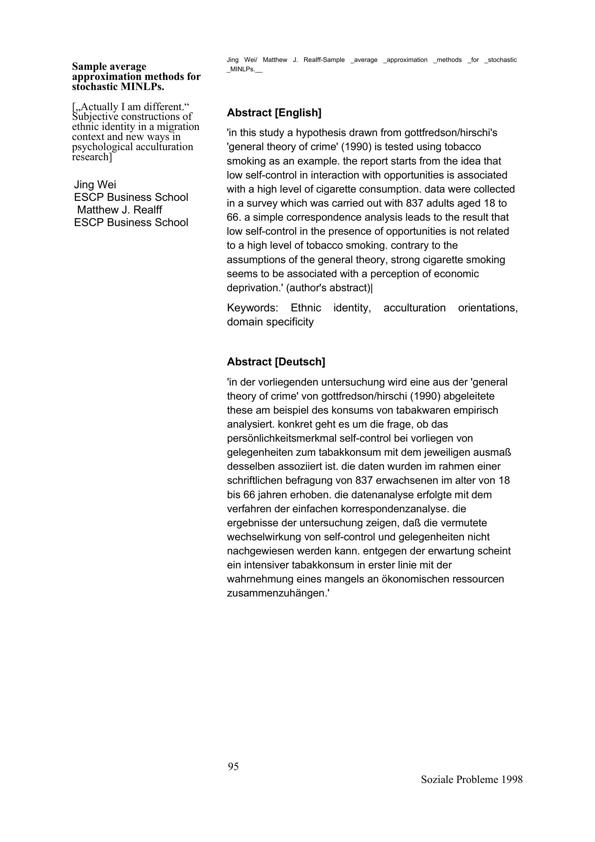 Sample average
approximation methods for
stochastic MINLPs.
[„Actually I am different.“
Subjective constructions of
ethnic identity in a migration
context and new ways in
psychological acculturation
research]
Jing Wei
ESCP Business School
Matthew J. Realff
ESCP Business School
Jing Wei/ Matthew J. Realff-Sample _average _approximation _methods _for _stochastic
_MINLPs.__
Abstract [English]
'in this study a hypothesis drawn from gottfredson/hirschi's
'general theory of crime' (1990) is tested using tobacco
smoking as an example. the report starts from the idea that
low self-control in interaction with opportunities is associated
with a high level of cigarette consumption. data were collected
in a survey which was carried out with 837 adults aged 18 to
66. a simple correspondence analysis leads to the result that
low self-control in the presence of opportunities is not related
to a high level of tobacco smoking. contrary to the
assumptions of the general theory, strong cigarette smoking
seems to be associated with a perception of economic
deprivation.' (author's abstract)|
Keywords: Ethnic identity, acculturation orientations,
domain specificity
Abstract [Deutsch]
'in der vorliegenden untersuchung wird eine aus der 'general
theory of crime' von gottfredson/hirschi (1990) abgeleitete
these am beispiel des konsums von tabakwaren empirisch
analysiert. konkret geht es um die frage, ob das
persönlichkeitsmerkmal self-control bei vorliegen von
gelegenheiten zum tabakkonsum mit dem jeweiligen ausmaß
desselben assoziiert ist. die daten wurden im rahmen einer
schriftlichen befragung von 837 erwachsenen im alter von 18
bis 66 jahren erhoben. die datenanalyse erfolgte mit dem
verfahren der einfachen korrespondenzanalyse. die
ergebnisse der untersuchung zeigen, daß die vermutete
wechselwirkung von self-control und gelegenheiten nicht
nachgewiesen werden kann. entgegen der erwartung scheint
ein intensiver tabakkonsum in erster linie mit der
wahrnehmung eines mangels an ökonomischen ressourcen
zusammenzuhängen.'
95
Soziale Probleme 1998